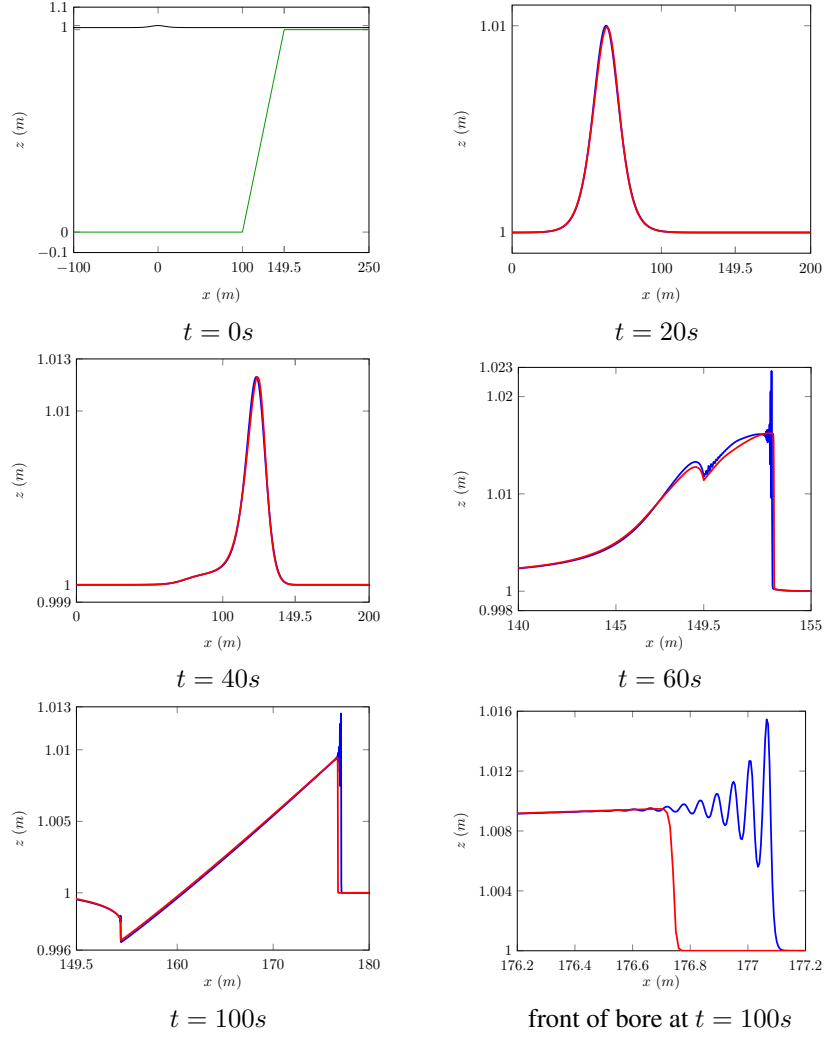 1.1
1
z (m)
0
−0.1
−100
0
100
149.5
250
x (m)
t = 0s
1.01
z (m)
1
0
100
149.5
200
x (m)
t = 20s
1.013
1.01
z (m)
1
0.999
0
100
149.5
200
x (m)
t = 40s
1.023
1.02
1.01
z (m)
1
0.998
140
145
149.5
155
x (m)
t = 60s
1.013
1.010
1.005
z (m)
1
0.996
149.5
160
170
180
x (m)
t = 100s
1.016
1.012
z (m)
1.008
1.004
1
176.2
176.4
176.6
176.8
177
177.2
x (m)
front of bore at t = 100s